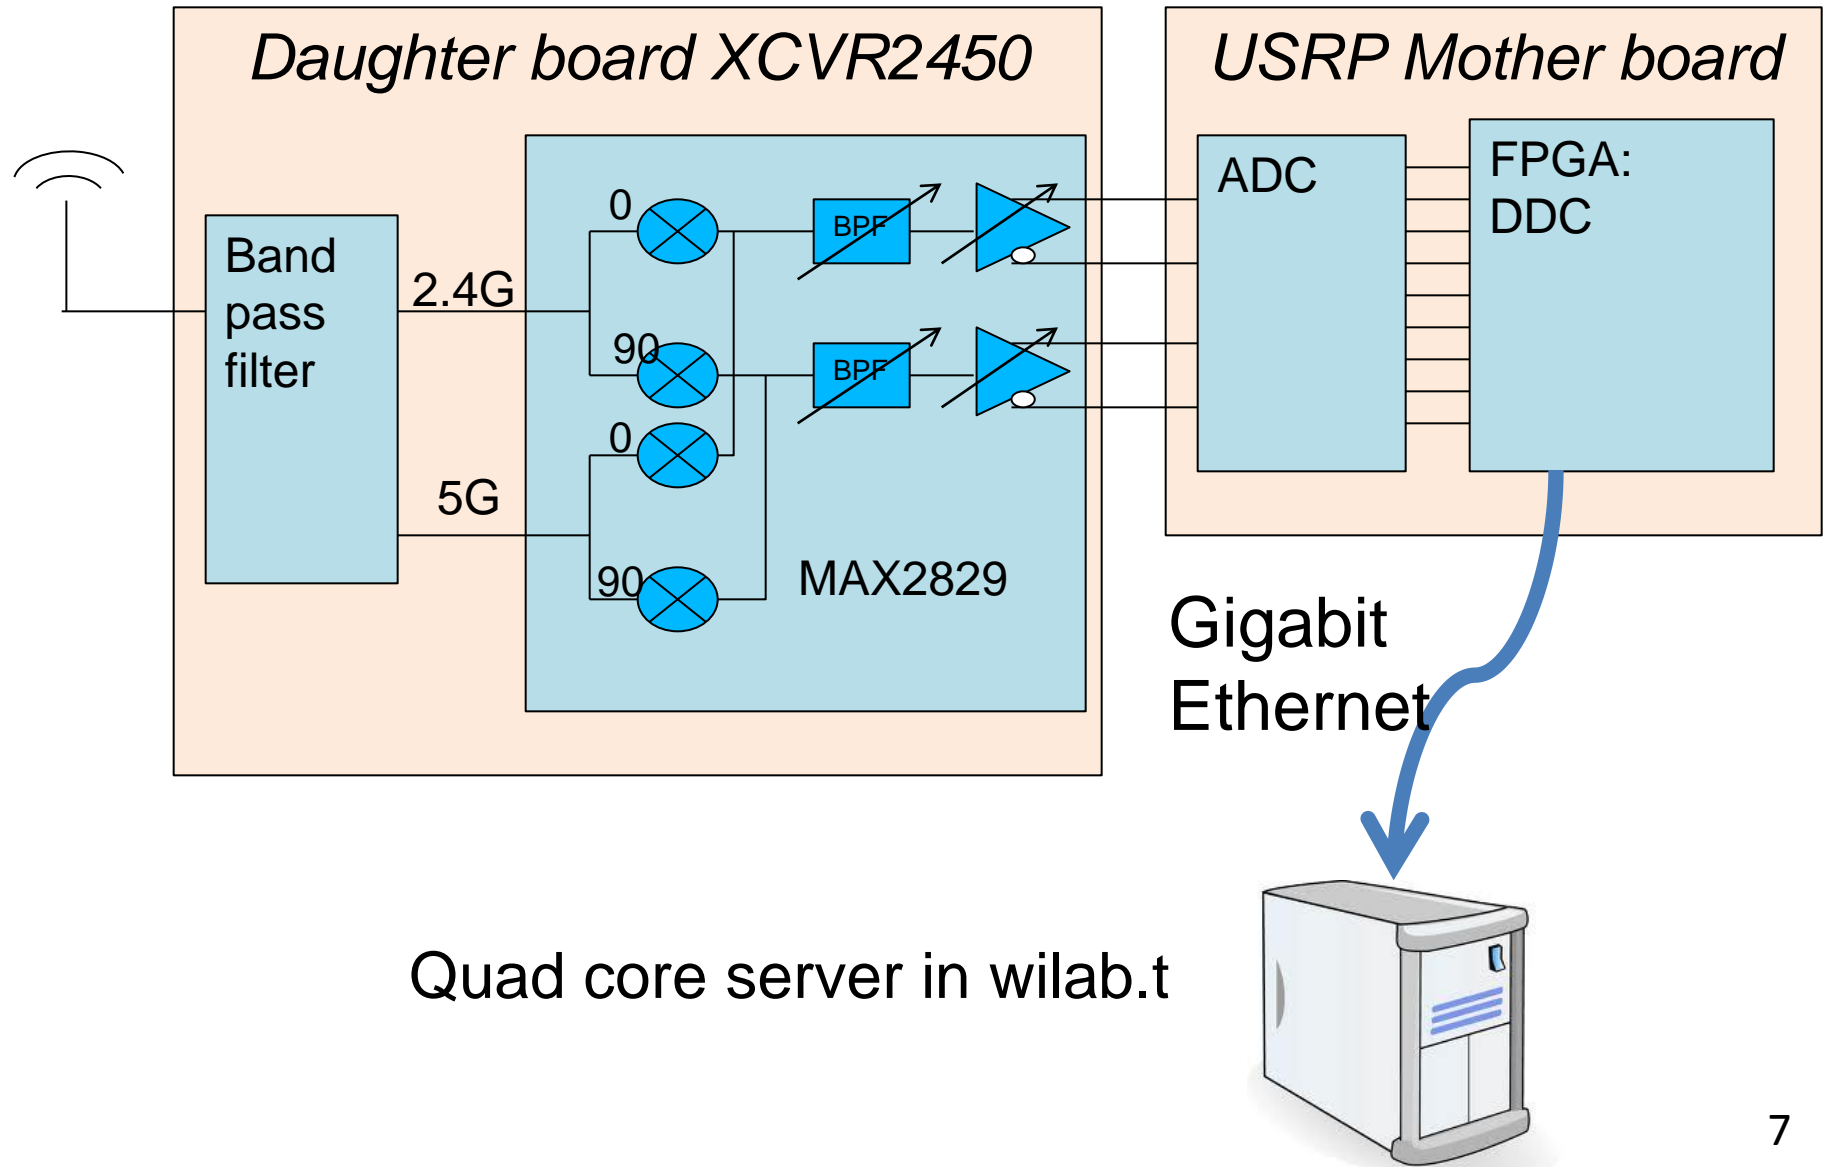 Daughter board XCVR2450
USRP Mother board
Band
pass
filter
2.4G
5G
0
90
0
90
BPF
BPF
MAX2829
ADC
FPGA:
DDC
Gigabit
Ethernet
Quad core server in wilab.t
7